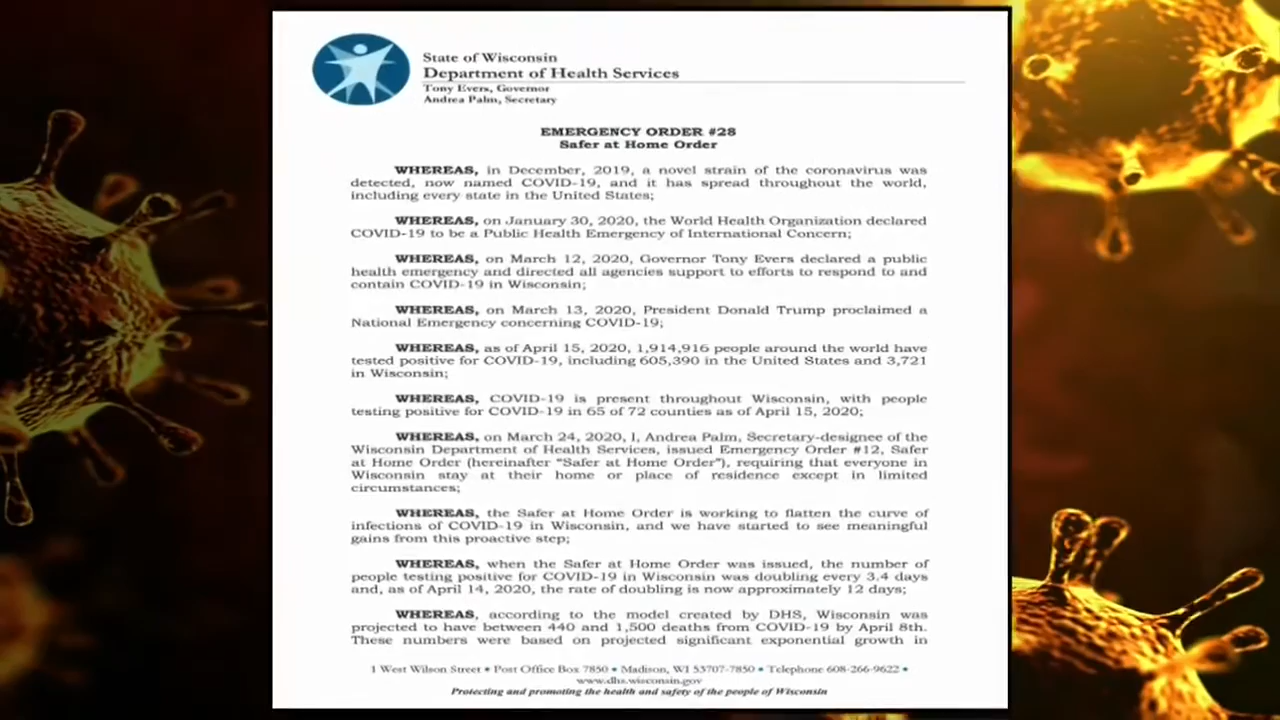 State of Wisconsin
Department of Health Services
Tony Evers, Governor
Andrea Palm, Secretary
EMERGENCY ORDER #28
Safer at Home Order
WHEREAS, in December, 2019, a novel strain of the coronavirus was
detected, now named COVID-19, and it has spread throughout the world,
including every state in the United States;
WHEREAS, on January 30, 2020, the World Health Organization declared
COVID-19 to be a Public Health Emergency of International Concern;
WHEREAS, on March 12, 2020, Governor Tony Evers declared a public
health emergency and directed all agencies support to efforts to respond to and
contain COVID-19 in Wisconsin;
WHEREAS, on March 13, 2020, President Donald Trump proclaimed a
National Emergency concerning COVID-19;
WHEREAS, as of April 15, 2020, 1,914,916 people around the world have
tested positive for COVID-19, including 605,390 in the United States and 3,721
in Wisconsin;
WHEREAS, COVID-19 is present throughout Wisconsin, with people
testing positive for COVID-19 in 65 of 72 counties as of April 15, 2020;
WHEREAS, on March 24, 2020, I, Andrea Palm, Secretary-designee of the
Wisconsin Department of Health Services, issued Emergency Order #12, Safer
at Home Order (hereinafter “Safer at Home Order”), requiring that everyone in
Wisconsin stay at their home or place of residence except in limited
circumstances;
WHEREAS, the Safer at Home Order is working to flatten the curve of
infections of COVID-19 in Wisconsin, and we have started to see meaningful
gains from this proactive step;
WHEREAS, when the Safer at Home Order was issued, the number of
people testing positive for COVID-19 in Wisconsin was doubling every 3.4 days
and, as of April 14, 2020, the rate of doubling is now approximately 12 days;
WHEREAS, according to the model created by DHS, Wisconsin was
projected to have between 440 and 1,500 deaths from COVID-19 by April 8th.
These numbers were based on projected significant exponential growth in
1 West Wilson Street • Post Office Box 7850 • Madison, WI 53707-7850 • Telephone 608-266-9622 •
www.dhs.wisconsin.gov
Protecting and promoting the health and safety of the people of Wisconsin